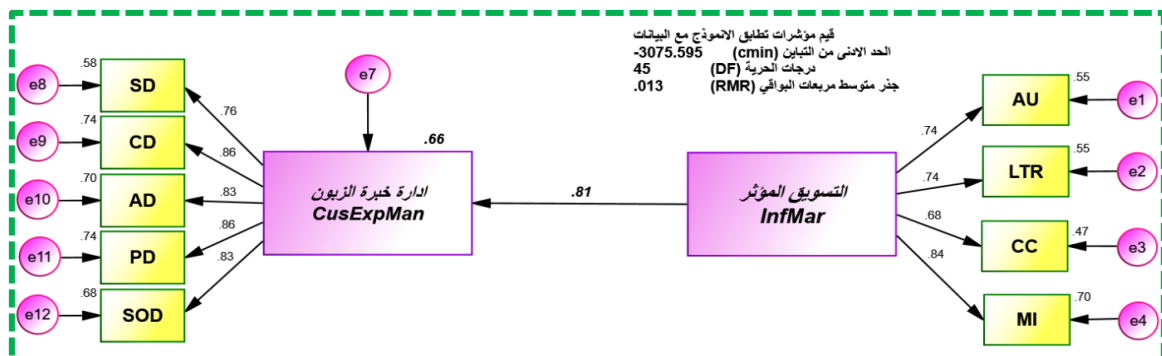 قيم مؤشرات تطابق الانموذج مع البيانات
الحد الادنى من التباين (cmin) -3075.595
درجات الحرية (DF) 45
جذر متوسط مربعات البواقي (RMR) .013
e8
.58
SD
.76
e9
.74
CD
.86
e10
.70
AD
.83
e11
.74
PD
.86
e12
.68
SOD
.83
e7
.66
ادارة خبرة الزبون
CusExpMan
.81
التسويق المؤثر
InfMar
.74
AU
.55
e1
.74
LTR
.55
e2
.68
CC
.47
e3
.84
MI
.70
e4